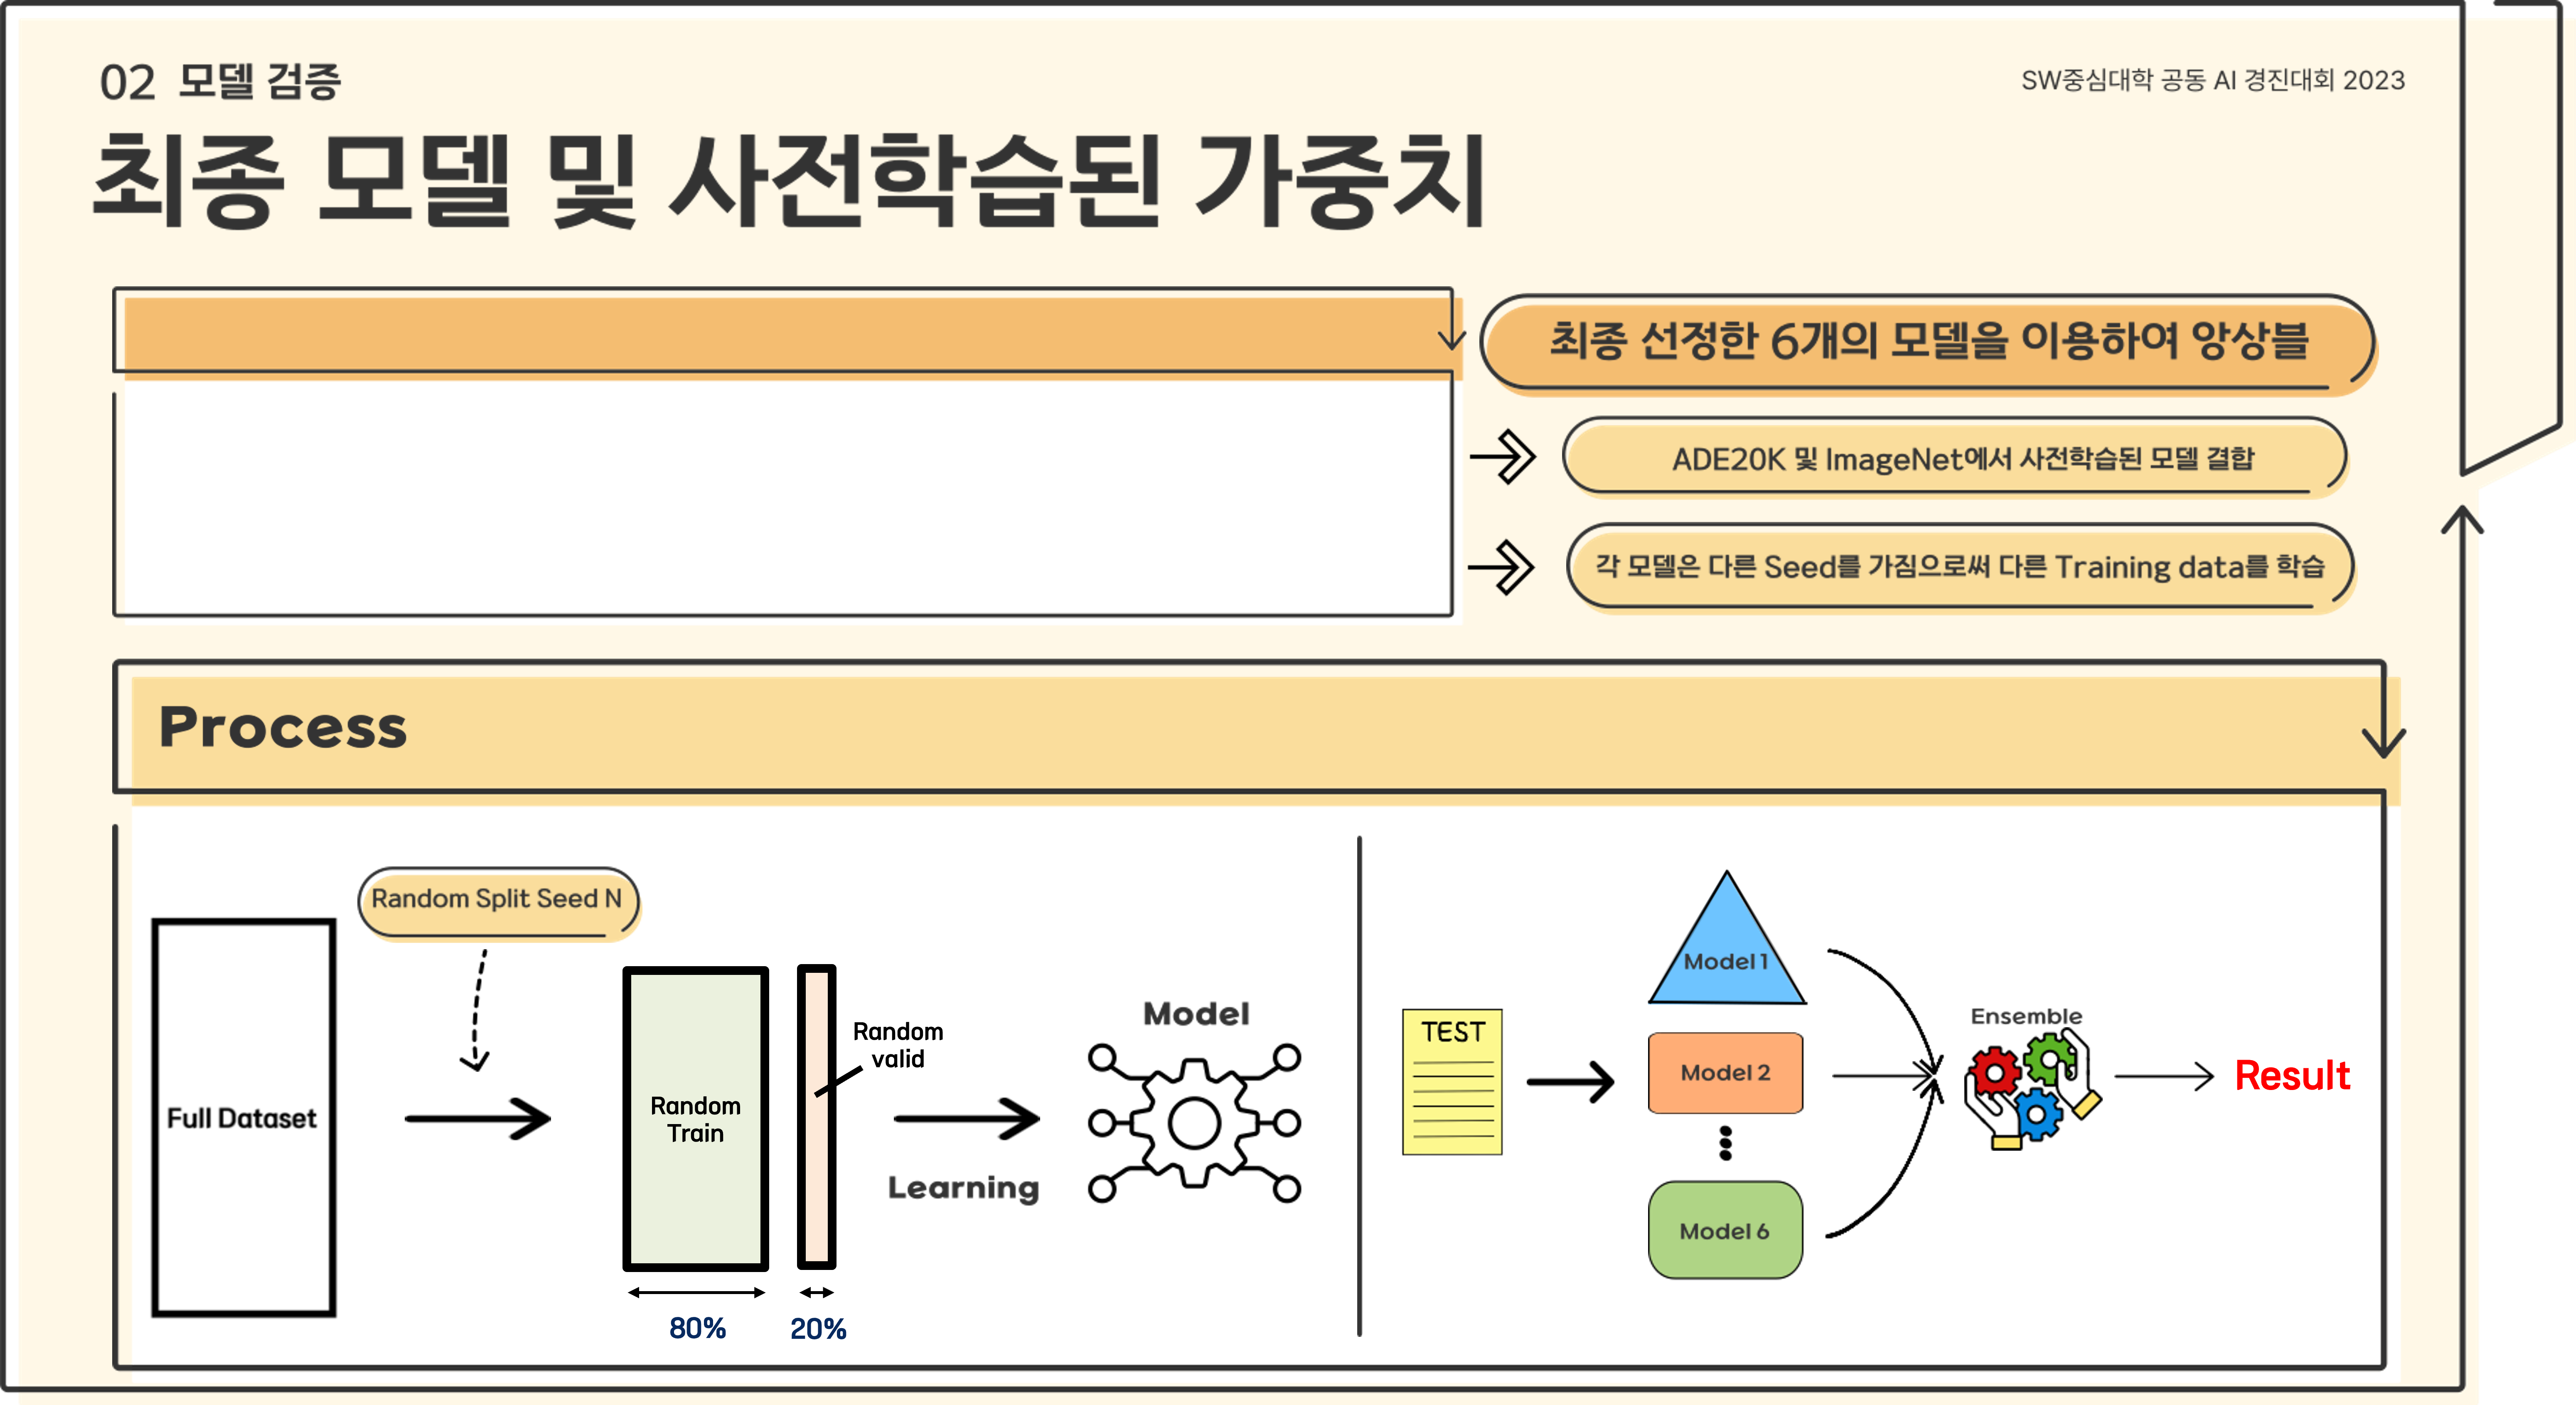 02 모델 검증
SW중심대학 공동 AI 경진대회 2023
최종 모델 및 사전학습된 가중치
최종 선정한 6개의 모델을 이용하여 앙상블
ADE20K 및 ImageNet에서 사전학습된 모델 결합
각 모델은 다른 Seed를 가짐으로써 다른 Training data를 학습
Process
Random Split Seed N
Full Dataset
Random
Train
Random
valid
80%
20%
Learning
Model
TEST
Model 1
Model 2
Model 6
Ensemble
Result